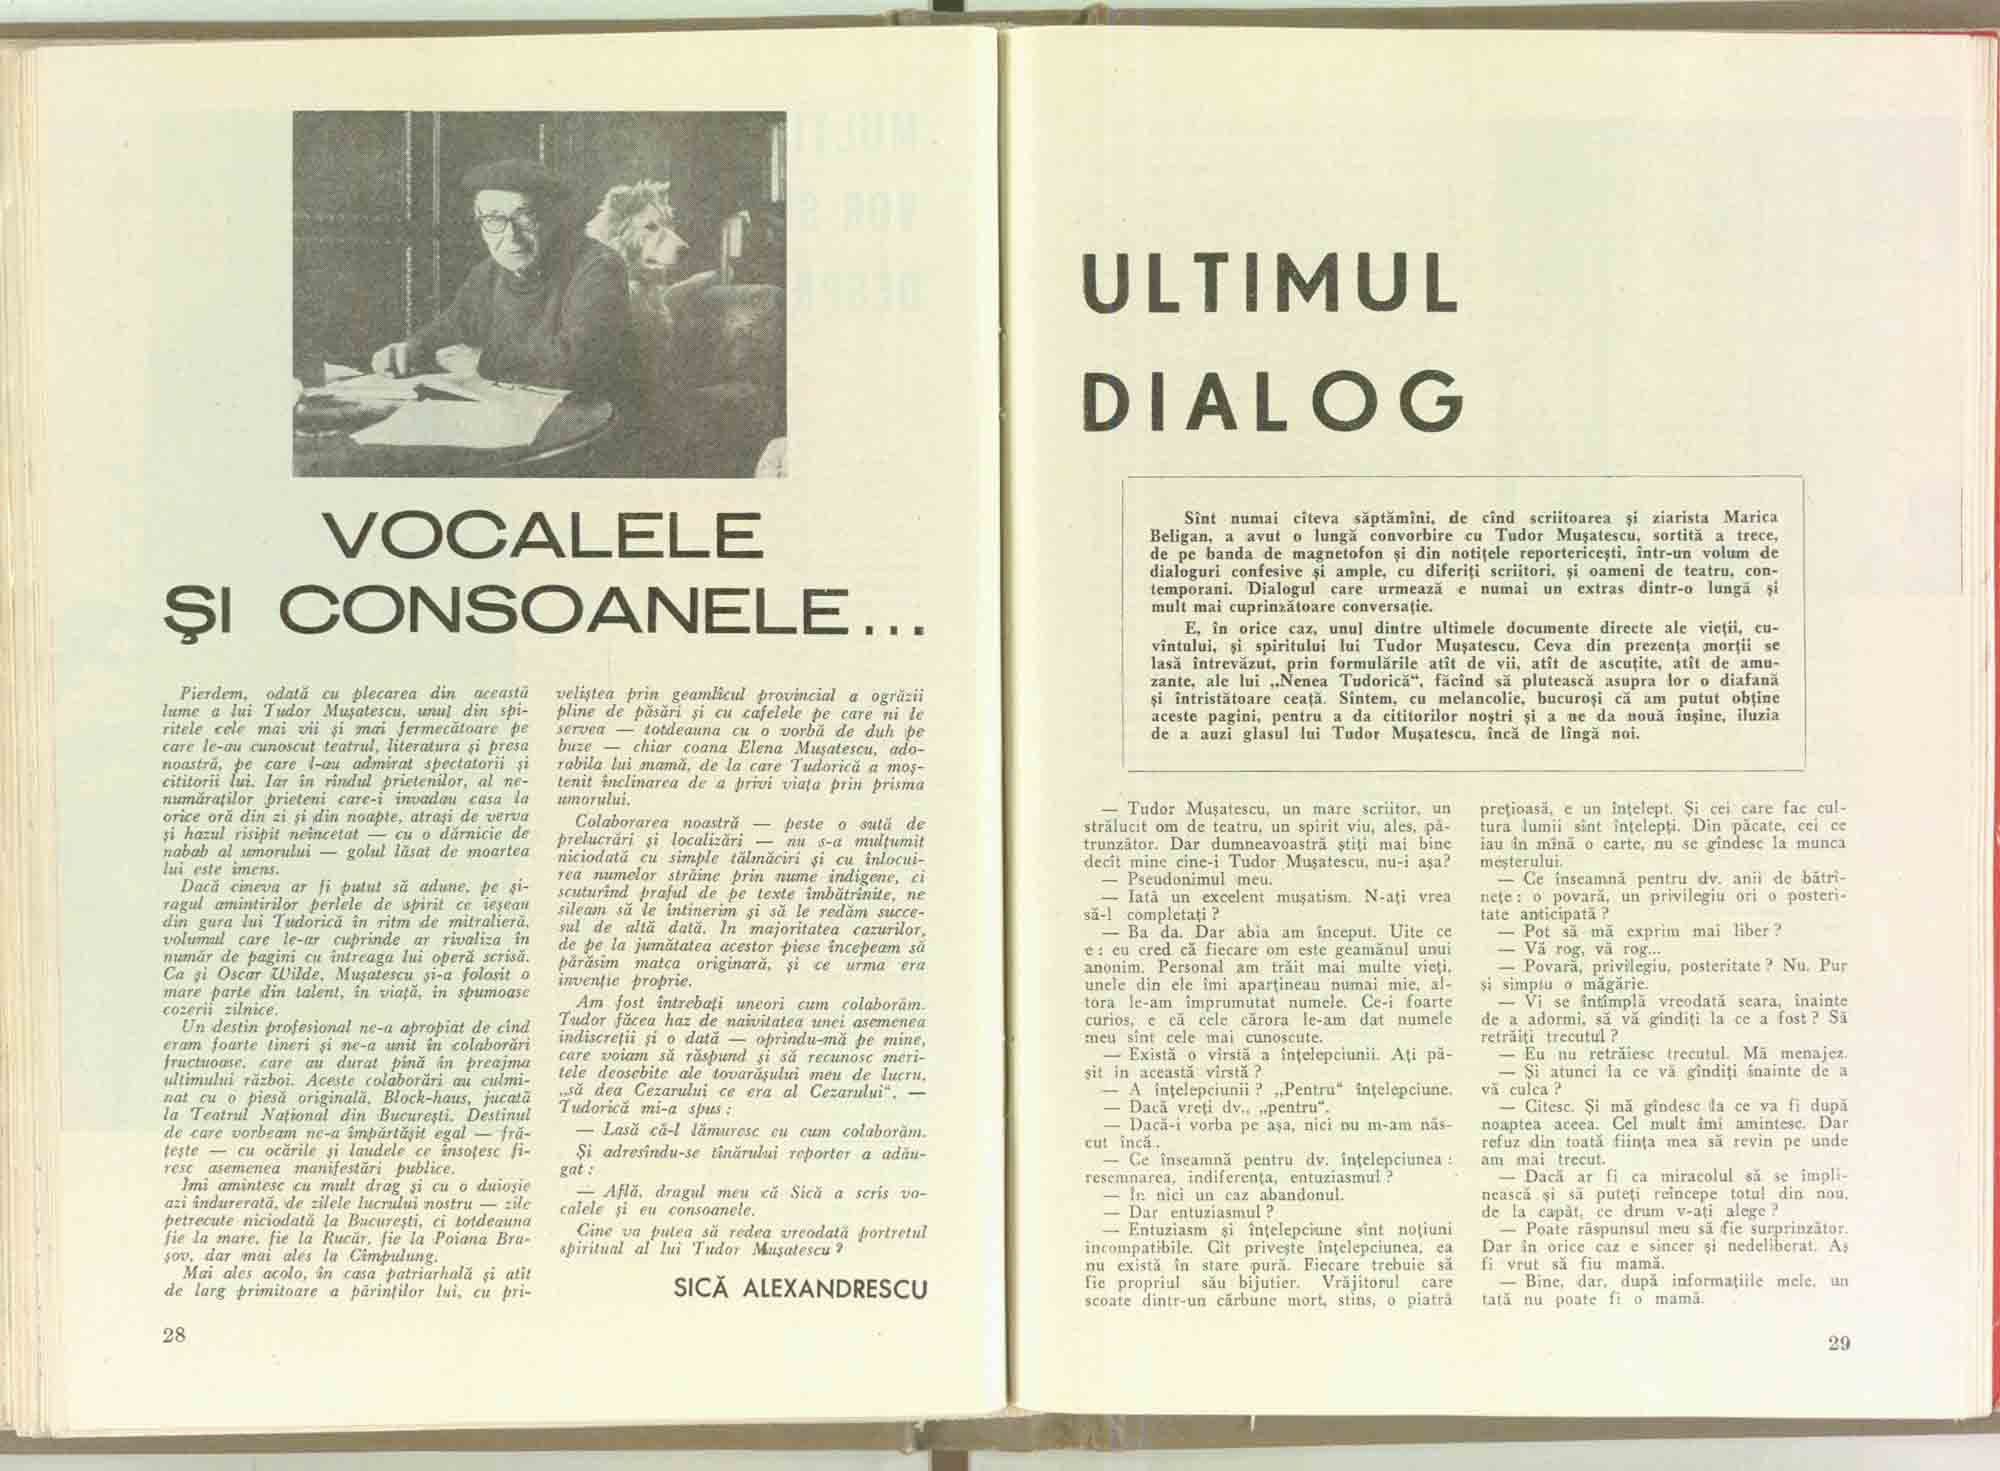 VOCALELE
ŞI CONSOANELE...
Pierdem, odată cu plecarea din această
lume a lui Tudor Muşatescu, unul din spi-
ritele cele mai vii şi mai fermecătoare pe
care le-au cunoscut teatrul, literatura şi presa
noastră, pe care l-au admirat spectatorii şi
cititorii lui. Iar în rîndul prietenilor, al ne-
număraţilor prieteni care-i invadau casa la
orice oră din zi şi din noapte, atraşi de verva
şi hazul risipit neîncetat — cu o dărnicie de
nabab al umorului — golul lăsat de moartea
lui este imens.
Dacă cineva ar fi putut să adune, pe şi-
ragul amintirilor perlele de spirit ce ieşeau
din gura lui Tudorică în ritm de mitralieră,
volumul care le-ar cuprinde ar rivaliza în
număr de pagini cu întreaga lui operă scrisă.
Ca şi Oscar Wilde, Muşatescu şi-a folosit o
mare parte din talent, în viaţă, în spumoase
cozerii zilnice.
Un destin profesional ne-a apropiat de cînd
eram foarte tineri şi ne-a unit în colaborări
fructuoase, care au durat pînă în preajma
ultimului război. Aceste colaborări au culmi-
nat cu o piesă originală, Block-haus, jucată
la Teatrul Naţional din Bucureşti. Destinul
de care vorbeam ne-a împărtăşit egal — fră-
ţeşte — cu ocările şi laudele ce însoţesc fi-
resc asemenea manifestări publice.
Îmi amintesc cu mult drag şi cu o duioşie
azi îndurerată, de zilele lucrului nostru — zile
petrecute niciodată la Bucureşti, ci totdeauna
fie la mare, fie la Rucăr, fie la Poiana Bra-
şov, dar mai ales la Cîmpulung.
Mai ales acolo, în casa patriarhală şi atît
de larg primitoare a părinţilor lui, cu pri-
veliştea prin geamlîcul provincial a ogrăzii
pline de păsări şi cu cafelele pe care ni le
servea — totdeauna cu o vorbă de duh pe
buze — chiar coana Elena Muşatescu, ado-
rabila lui mamă, de la care Tudorică a moş-
tenit înclinarea de a privi viaţa prin prisma
umorului.
Colaborarea noastră — peste o sută de
prelucrări şi localizări — nu s-a mulţumit
niciodată cu simple tălmăciri şi cu înlocui-
rea numelor străine prin nume indigene, ci
scuturînd praful de pe texte îmbătrînite, ne
sileam să le întinerim şi să le redăm succe-
sul de altă dată. In majoritatea cazurilor,
de pe la jumătatea acestor piese începeam să
părăsim matca originară, şi ce urma era
invenţie proprie.
Am fost întrebaţi uneori cum colaborăm.
Tudor făcea haz de naivitatea unei asemenea
indiscreţii şi o dată — oprindu-mă pe mine,
care voiam să răspund şi să recunosc meri-
tele deosebite ale tovarăşului meu de lucru,
„să dea Cezarului ce era al Cezarului“, —
Tudorică mi-a spus :
— Lasă că-l lămuresc eu cum colaborăm.
Şi adresîndu-se tînărului reporter a adău-
gat :
— Află, dragul meu că Sică a scris vo-
calele şi eu consoanele.
Cine va putea să redea vreodată portretul
spiritual al lui Tudor Muşatescu ?
SICĂ ALEXANDRESCU
28
ULTIMUL
DIALOG
Sînt numai cîteva săptămîni, de cînd scriitoarea şi ziarista Marica
Beligan, a avut o lungă convorbire cu Tudor Muşatescu, sortită a trece,
de pe banda de magnetofon şi din notiţele reportericeşti, într-un volum de
dialoguri confesive şi ample, cu diferiţi scriitori, şi oameni de teatru, con-
temporani. Dialogul care urmează e numai un extras dintr-o lungă şi
mult mai cuprinzătoare conversaţie.
E, în orice caz, unul dintre ultimele documente directe ale vieţii, cu-
vîntului, şi spiritului lui Tudor Muşatescu. Ceva din prezenţa morţii se
lasă întrevăzut, prin formulările atît de vii, atît de ascuţite, atît de amu-
zante, ale lui „Nenea Tudorică“, făcînd să plutească asupra lor o diafană
şi întristătoare ceaţă. Sîntem, cu melancolie, bucuroşi că am putut obţine
aceste pagini, pentru a da cititorilor noştri şi a ne da nouă înşine, iluzia
de a auzi glasul lui Tudor Muşatescu, încă de lîngă noi.
— Tudor Muşatescu, un mare scriitor, un
strălucit om de teatru, un spirit viu, ales, pă-
trunzător. Dar dumneavoastră ştiţi mai bine
decît mine cine-i Tudor Muşatescu, nu-i aşa?
— Pseudonimul meu.
— Iată un excelent muşatism. N-aţi vrea
să-l completaţi ?
— Ba da. Dar abia am început. Uite ce
e : eu cred că fiecare om este geamănul unui
anonim. Personal am trăit mai multe vieţi,
unele din ele îmi aparţineau numai mie, al-
tora le-am împrumutat numele. Ce-i foarte
curios, e că cele cărora le-am dat numele
meu sînt cele mai cunoscute.
— Există o vîrstă a înţelepciunii. Aţi pă-
şit în această vîrstă ?
— A înţelepciunii ? „Pentru“ înţelepciune.
— Dacă vreţi dv., „pentru“.
— Dacă-i vorba pe aşa, nici nu m-am năs-
cut încă.
— Ce înseamnă pentru dv. înţelepciunea :
resemnarea, indiferenţa, entuziasmul ?
— În nici un caz abandonul.
— Dar entuziasmul ?
— Entuziasm şi înţelepciune sînt noţiuni
incompatibile. Cît priveşte înţelepciunea, ea
nu există în stare pură. Fiecare trebuie să
fie propriul său bijutier. Vrăjitorul care
scoate dintr-un cărbune mort, stins, o piatră
preţioasă, e un înţelept. Şi cei care fac cul-
tura lumii sînt înţelepţi. Din păcate, cei ce
iau în mînă o carte, nu se gîndesc la munca
meşterului.
— Ce înseamnă pentru dv. anii de bătrî-
neţe : o povară, un privilegiu ori o posteri-
tate anticipată ?
— Pot să mă exprim mai liber ?
— Vă rog, vă rog...
— Povară, privilegiu, posteritate ? Nu. Pur
şi simplu o măgărie.
— Vi se întîmplă vreodată seara, înainte
de a adormi, să vă gîndiţi la ce a fost ? Să
retrăiţi trecutul ?
— Eu nu retrăiesc trecutul. Mă menajez.
— Şi atunci la ce vă gîndiţi înainte de a
vă culca ?
— Citesc. Şi mă gîndesc la ce va fi după
noaptea aceea. Cel mult îmi amintesc. Dar
refuz din toată fiinţa mea să revin pe unde
am mai trecut.
— Dacă ar fi ca miracolul să se împli-
nească şi să puteţi reîncepe totul din nou,
de la capăt, ce drum v-aţi alege ?
— Poate răspunsul meu să fie surprinzător.
Dar în orice caz e sincer şi nedeliberat. Aş
fi vrut să fiu mamă.
— Bine, dar, după informaţiile mele, un
tată nu poate fi o mamă.
29